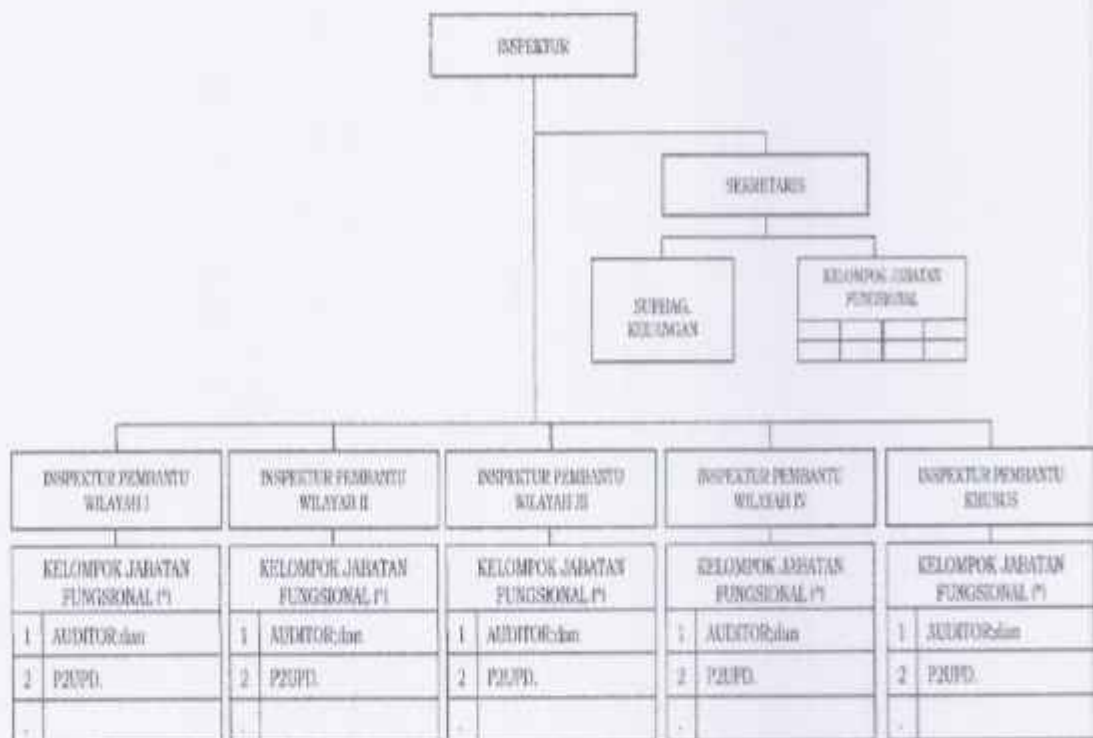 INSPEKTUR
SEKRETARIS
SUBBAG.
KEUANGAN
KELOMPOK JABATAN
FUNGSIONAL
INSPEKTUR PEMBANTU
WILAYAH I
INSPEKTUR PEMBANTU
WILAYAH II
INSPEKTUR PEMBANTU
WILAYAH III
INSPEKTUR PEMBANTU
WILAYAH IV
INSPEKTUR PEMBANTU
KHUSUS
KELOMPOK JABATAN
FUNGSIONAL (*)
1 AUDITOR;dan
2 P2UPD.
.
KELOMPOK JABATAN
FUNGSIONAL (*)
1 AUDITOR;dan
2 P2UPD.
.
KELOMPOK JABATAN
FUNGSIONAL (*)
1 AUDITOR;dan
2 P2UPD.
.
KELOMPOK JABATAN
FUNGSIONAL (*)
1 AUDITOR;dan
2 P2UPD.
.
KELOMPOK JABATAN
FUNGSIONAL (*)
1 AUDITOR;dan
2 P2UPD.
.